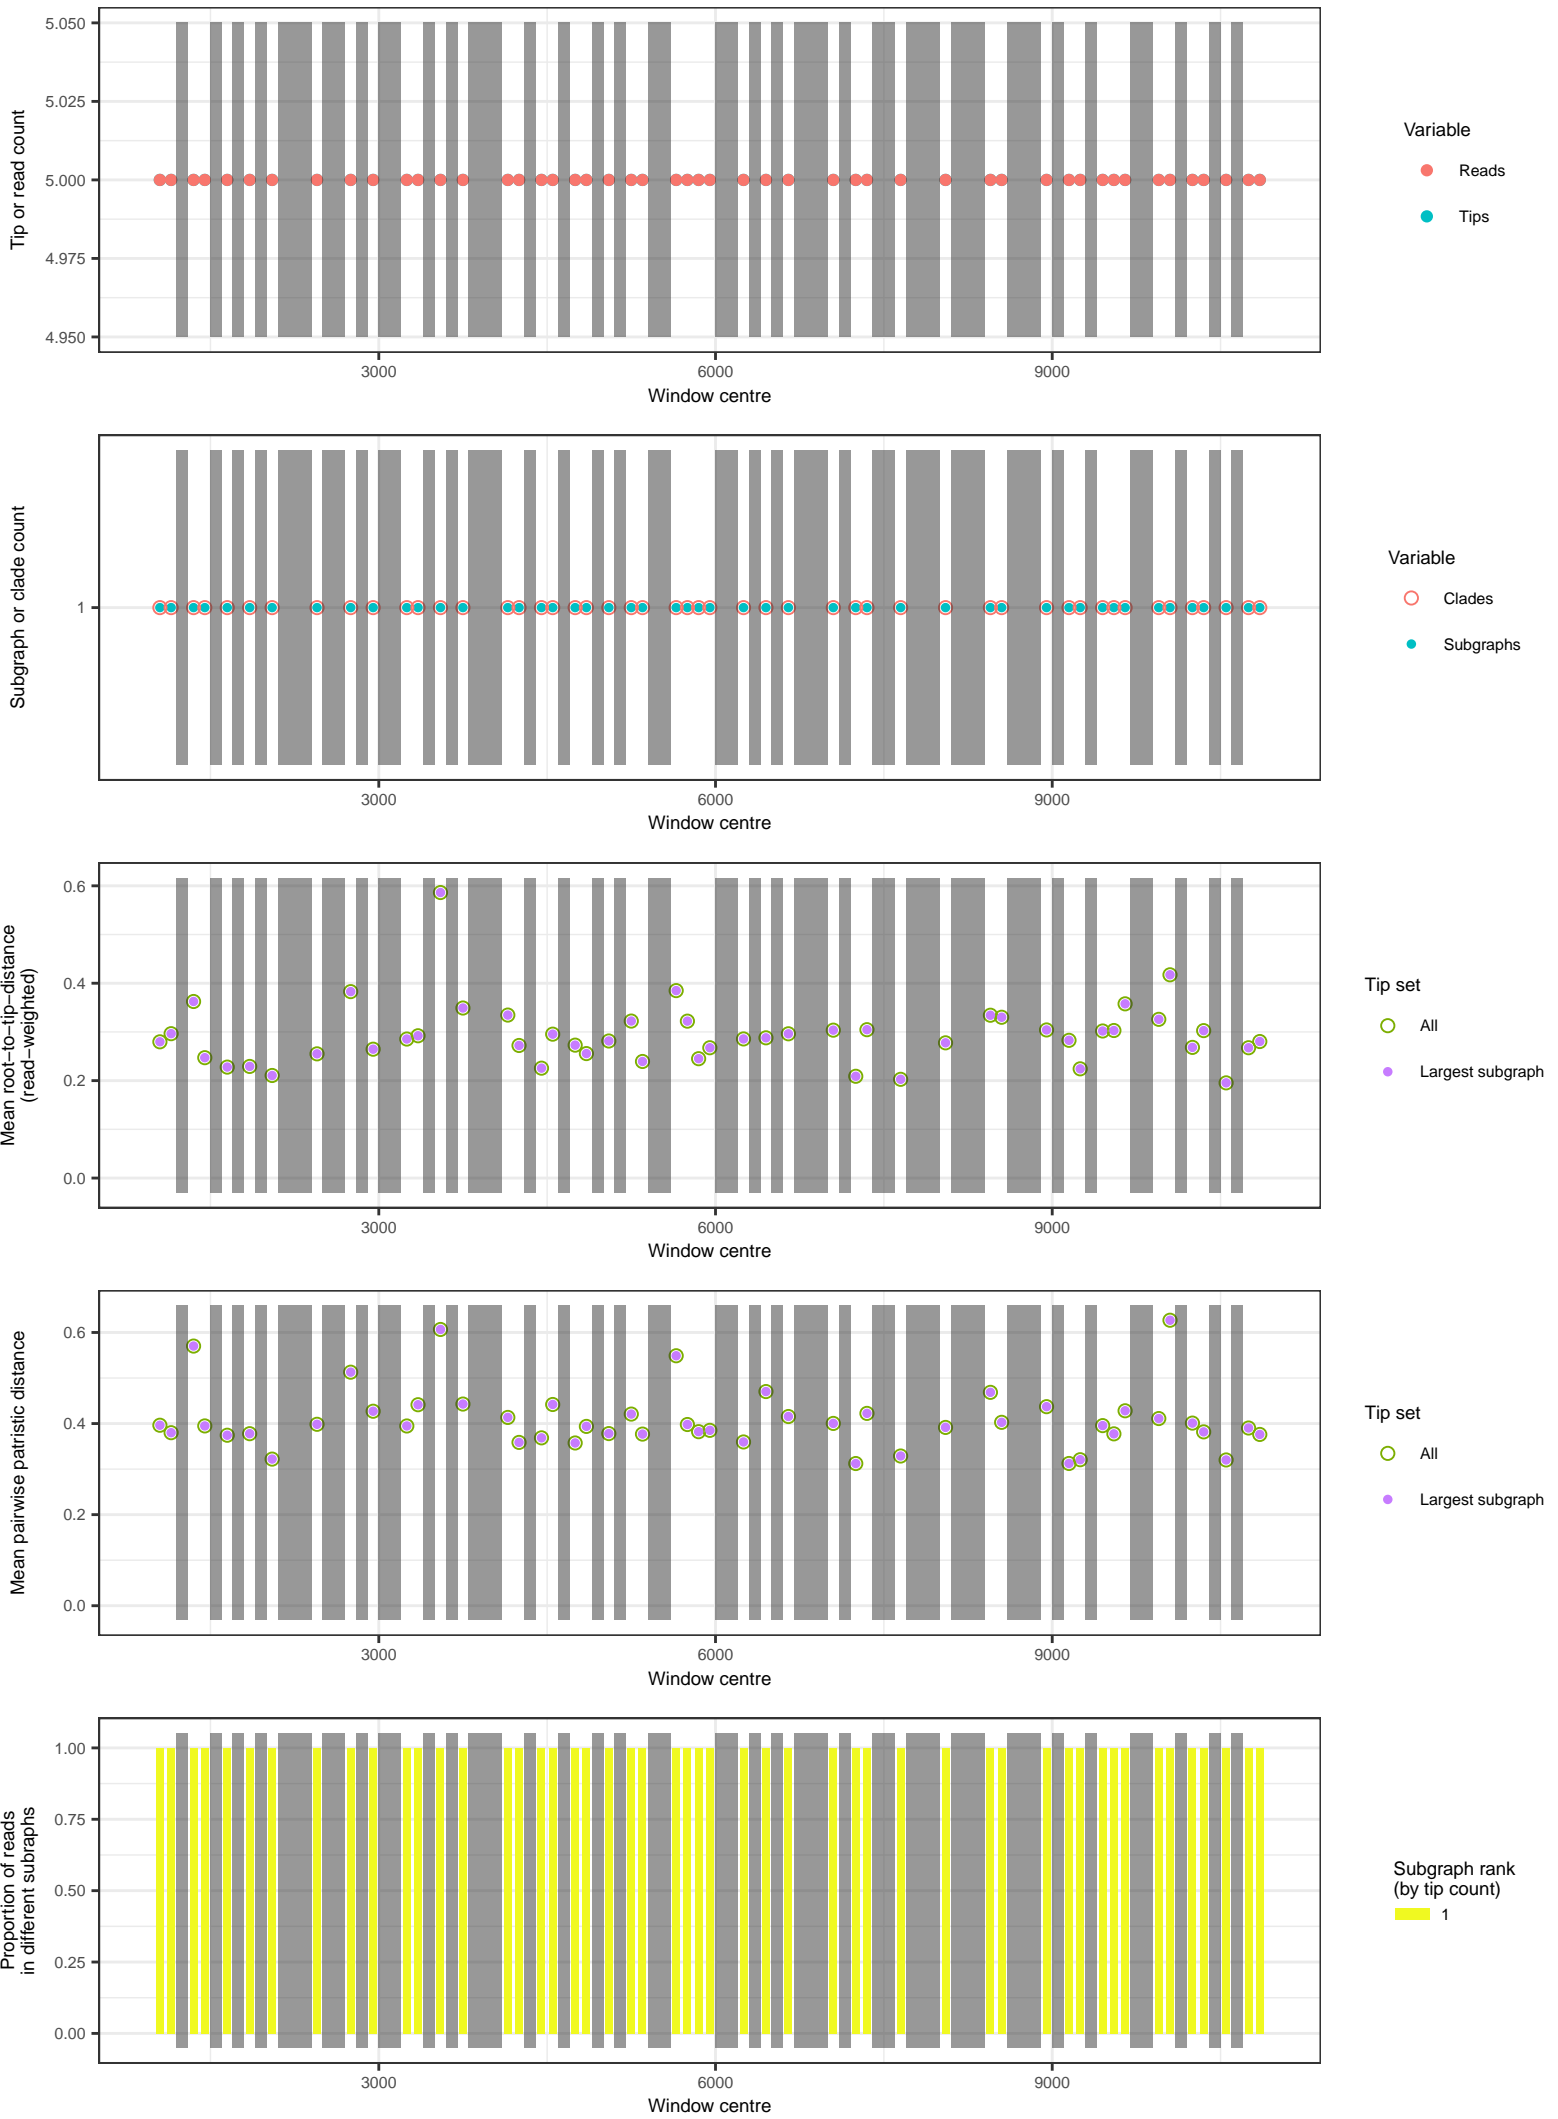 5.050
5.025
5.000
4.975
4.950
Tip or read count
3000 6000 9000
Window centre
Variable
Reads
Tips
1
Subgraph or clade count
3000 6000 9000
Window centre
Variable
Clades
Subgraphs
0.6
0.4
0.2
0.0
Mean root−to−tip−distance
(read−weighted)
3000 6000 9000
Window centre
Tip set
All
Largest subgraph
0.6
0.4
0.2
0.0
Mean pairwise patristic distance
3000 6000 9000
Window centre
Tip set
All
Largest subgraph
1.00
0.75
0.50
0.25
0.00
Proportion of reads
in different subraphs
3000 6000 9000
Window centre
Subgraph rank
(by tip count)
1